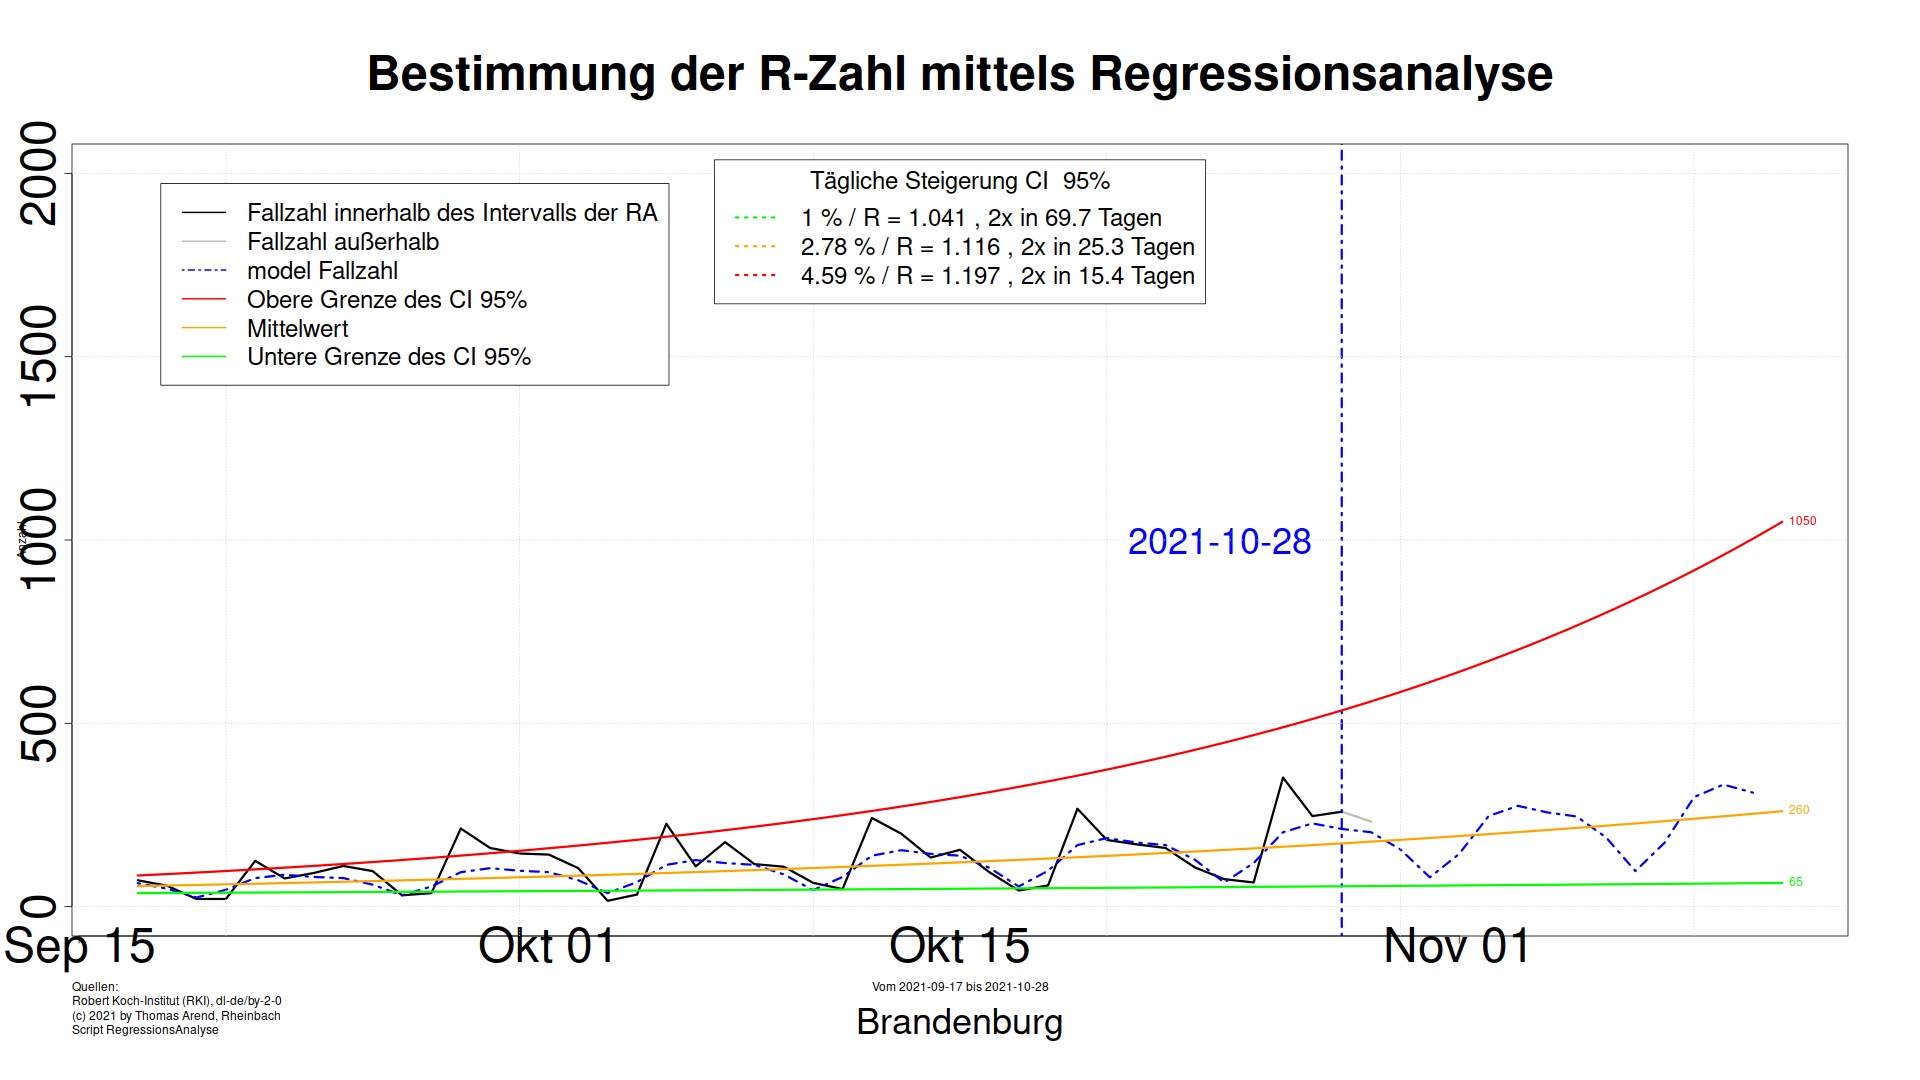 Bestimmung der R-Zahl mittels Regressionsanalyse
2000
1500
1000
500
0
Anzahl
Fallzahl innerhalb des Intervalls der RA
Fallzahl außerhalb
model Fallzahl
Obere Grenze des CI 95%
Mittelwert
Untere Grenze des CI 95%
Tägliche Steigerung CI  95%
1 % / R = 1.041 , 2x in 69.7 Tagen
2.78 % / R = 1.116 , 2x in 25.3 Tagen
4.59 % / R = 1.197 , 2x in 15.4 Tagen
2021-10-28
1050
260
65
Sep 15
Okt 01
Okt 15
Nov 01
Quellen:
Robert Koch-Institut (RKI), dl-de/by-2-0
(c) 2021 by Thomas Arend, Rheinbach
Script RegressionsAnalyse
Vom 2021-09-17 bis 2021-10-28
Brandenburg